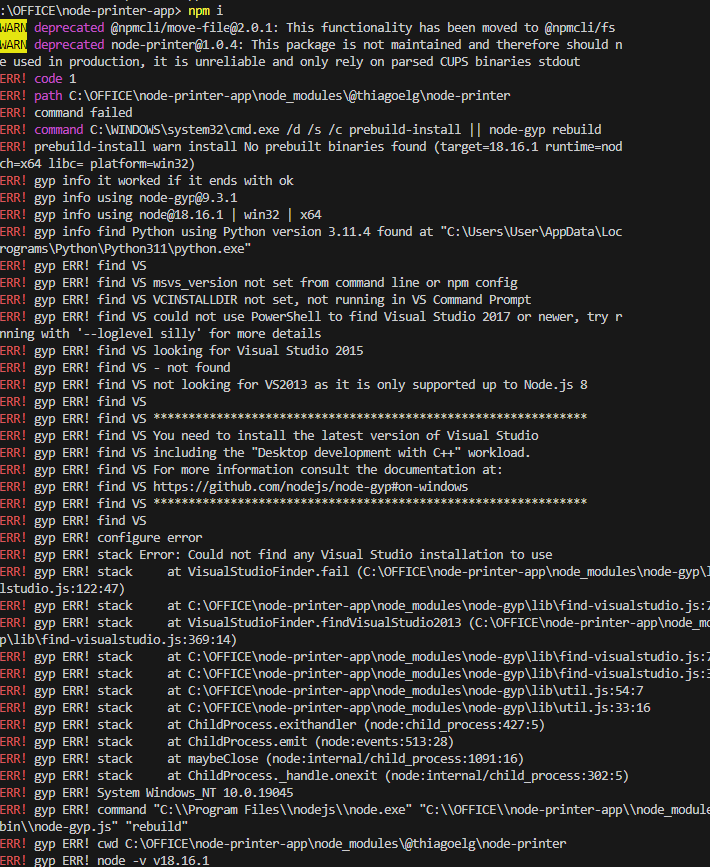 :\OFFICE\node-printer-app> npm i
WARN deprecated @npmcli/move-file@2.0.1: This functionality has been moved to @npmcli/fs
WARN deprecated node-printer@1.0.4: This package is not maintained and therefore should n
e used in production, it is unreliable and only rely on parsed CUPS binaries stdout
ERR! code 1
ERR! path C:\OFFICE\node-printer-app\node_modules\@thiagoelg\node-printer
ERR! command failed
ERR! command C:\WINDOWS\system32\cmd.exe /d /s /c prebuild-install || node-gyp rebuild
ERR! prebuild-install warn install No prebuilt binaries found (target=18.16.1 runtime=nod
ch=x64 libc= platform=win32)
ERR! gyp info it worked if it ends with ok
ERR! gyp info using node-gyp@9.3.1
ERR! gyp info using node@18.16.1 | win32 | x64
ERR! gyp info find Python using Python version 3.11.4 found at "C:\Users\User\AppData\Loc
rograms\Python\Python311\python.exe"
ERR! gyp ERR! find VS
ERR! gyp ERR! find VS msvs_version not set from command line or npm config
ERR! gyp ERR! find VS VCINSTALLDIR not set, not running in VS Command Prompt
ERR! gyp ERR! find VS could not use PowerShell to find Visual Studio 2017 or newer, try r
nning with '--loglevel silly' for more details
ERR! gyp ERR! find VS looking for Visual Studio 2015
ERR! gyp ERR! find VS - not found
ERR! gyp ERR! find VS not looking for VS2013 as it is only supported up to Node.js 8
ERR! gyp ERR! find VS
ERR! gyp ERR! find VS **************************************************************
ERR! gyp ERR! find VS You need to install the latest version of Visual Studio
ERR! gyp ERR! find VS including the "Desktop development with C++" workload.
ERR! gyp ERR! find VS For more information consult the documentation at:
ERR! gyp ERR! find VS https://github.com/nodejs/node-gyp#on-windows
ERR! gyp ERR! find VS **************************************************************
ERR! gyp ERR! find VS
ERR! gyp ERR! configure error
ERR! gyp ERR! stack Error: Could not find any Visual Studio installation to use
ERR! gyp ERR! stack     at VisualStudioFinder.fail (C:\OFFICE\node-printer-app\node_modules\node-gyp\l
lstudio.js:122:47)
ERR! gyp ERR! stack     at C:\OFFICE\node-printer-app\node_modules\node-gyp\lib\find-visualstudio.js:7
ERR! gyp ERR! stack     at VisualStudioFinder.findVisualStudio2013 (C:\OFFICE\node-printer-app\node_mo
p\lib\find-visualstudio.js:369:14)
ERR! gyp ERR! stack     at C:\OFFICE\node-printer-app\node_modules\node-gyp\lib\find-visualstudio.js:7
ERR! gyp ERR! stack     at C:\OFFICE\node-printer-app\node_modules\node-gyp\lib\find-visualstudio.js:3
ERR! gyp ERR! stack     at C:\OFFICE\node-printer-app\node_modules\node-gyp\lib\util.js:54:7
ERR! gyp ERR! stack     at C:\OFFICE\node-printer-app\node_modules\node-gyp\lib\util.js:33:16
ERR! gyp ERR! stack     at ChildProcess.exithandler (node:child_process:427:5)
ERR! gyp ERR! stack     at ChildProcess.emit (node:events:513:28)
ERR! gyp ERR! stack     at maybeClose (node:internal/child_process:1091:16)
ERR! gyp ERR! stack     at ChildProcess._handle.onexit (node:internal/child_process:302:5)
ERR! gyp ERR! System Windows_NT 10.0.19045
ERR! gyp ERR! command "C:\\Program Files\\nodejs\\node.exe" "C:\\OFFICE\\node-printer-app\\node_module
bin\\node-gyp.js" "rebuild"
ERR! gyp ERR! cwd C:\OFFICE\node-printer-app\node_modules\@thiagoelg\node-printer
ERR! gyp ERR! node -v v18.16.1